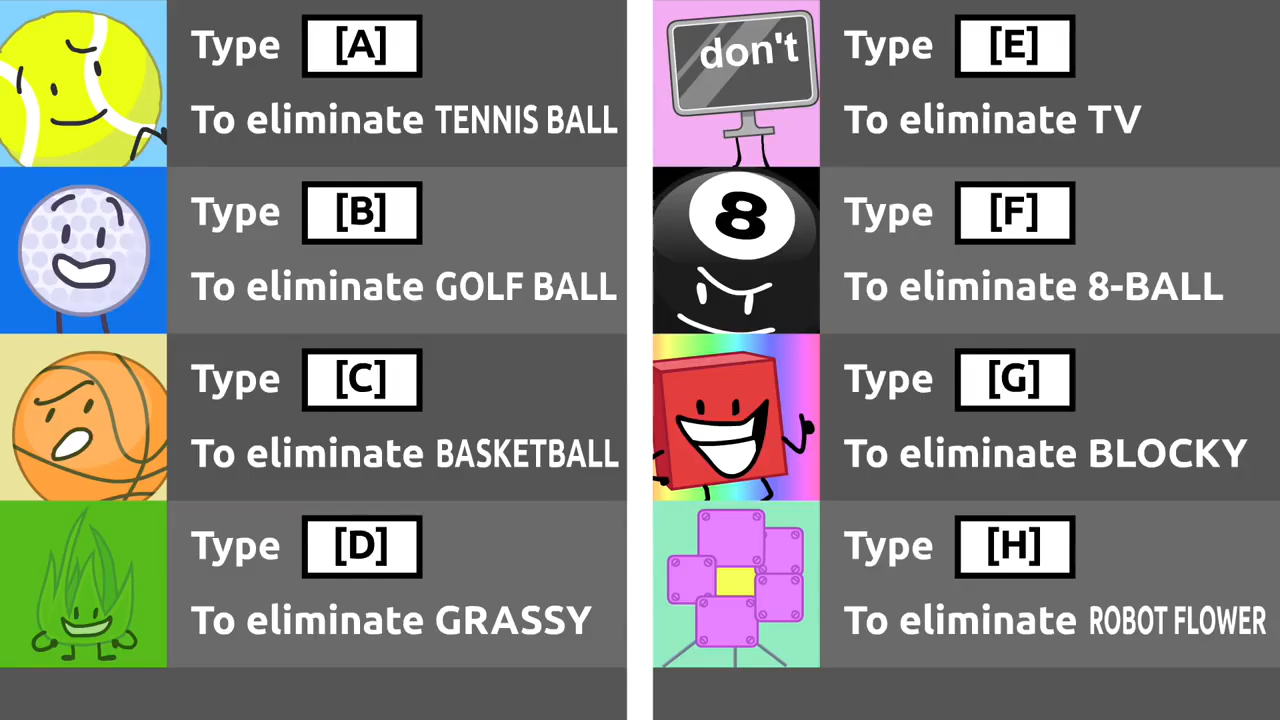 Type [A]
To eliminate TENNIS BALL
Type [B]
To eliminate GOLF BALL
Type [C]
To eliminate BASKETBALL
Type [D]
To eliminate GRASSY
don't
Type [E]
To eliminate TV
8
Type [F]
To eliminate 8-BALL
Type [G]
To eliminate BLOCKY
Type [H]
To eliminate ROBOT FLOWER